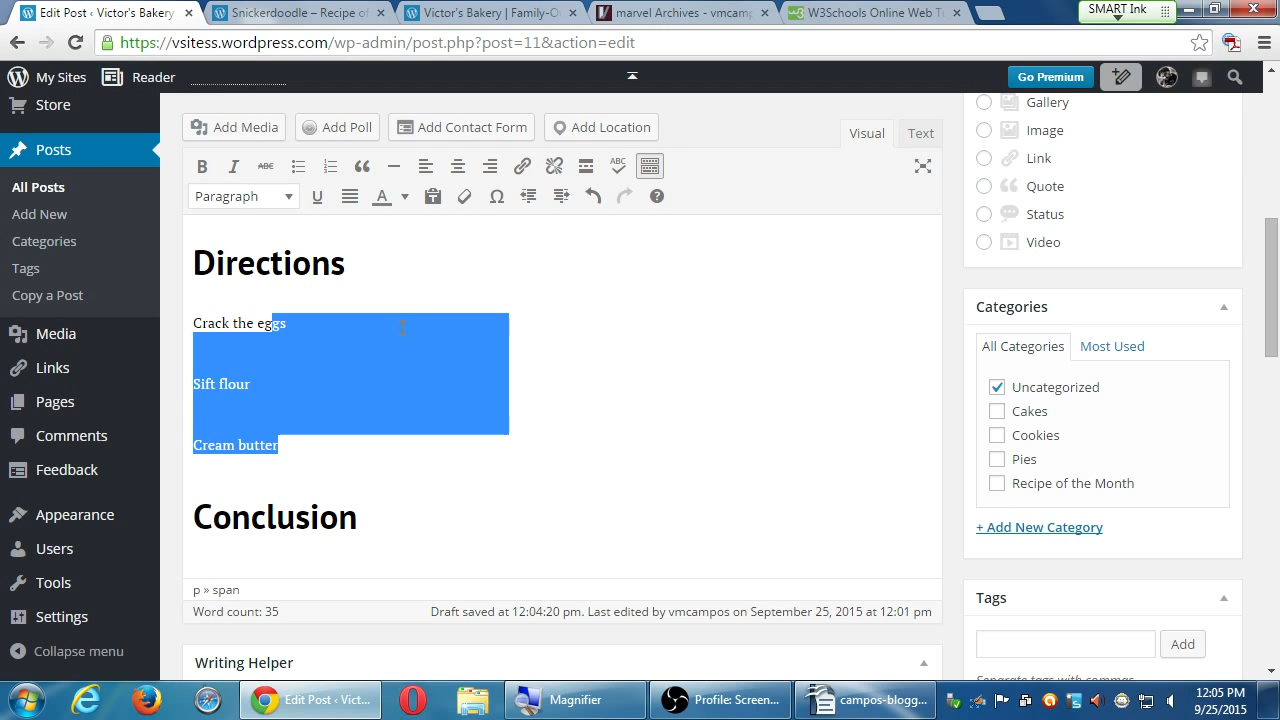 Edit Post ‹ Victor's Bakery
Snickerdoodle – Recipe of
Victor's Bakery | Family-O
marvel Archives - vmcamp
W3Schools Online Web T
SMART Ink
https://vsitess.wordpress.com/wp-admin/post.php?post=11&action=edit
My Sites
Reader
Go Premium
Store
Posts
All Posts
Add New
Categories
Tags
Copy a Post
Media
Links
Pages
Comments
Feedback
Appearance
Users
Tools
Settings
Collapse menu
Add Media
Add Poll
Add Contact Form
Add Location
Visual
Text
B I ABC
ABC
Paragraph
U
A
Directions
Crack the eggs
Sift flour
Cream butter
Conclusion
p » span
Word count: 35
Draft saved at 12:04:20 pm. Last edited by vmcampos on September 25, 2015 at 12:01 pm
Writing Helper
Gallery
Image
Link
Quote
Status
Video
Categories
All Categories
Most Used
Uncategorized
Cakes
Cookies
Pies
Recipe of the Month
+ Add New Category
Tags
Add
Separate tags with commas
Edit Post ‹ Vict...
Magnifier
Profile: Screen...
campos-blogg...
12:05 PM
9/25/2015